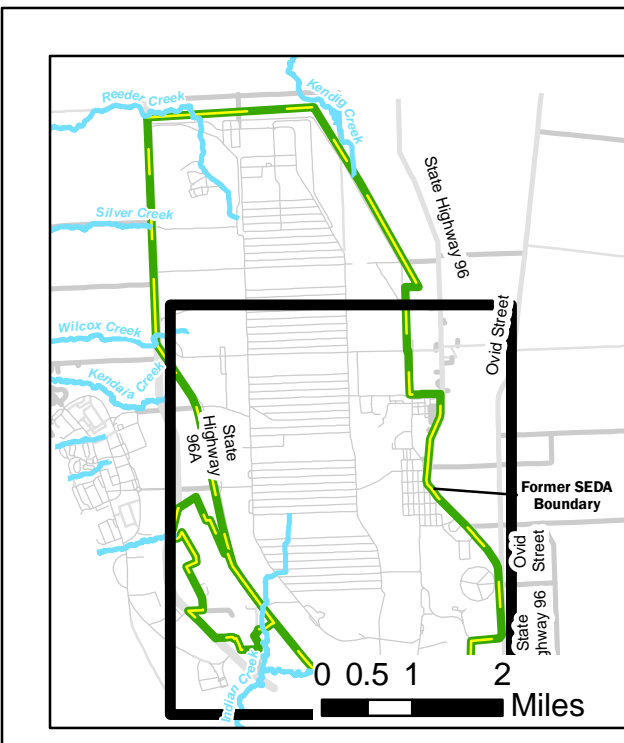 Reeder Creek
Kendig Creek
State Highway 96
Silver Creek
Ovid Street
Wilcox Creek
Kendaia Creek
State
Highway
96A
Former SEDA
Boundary
Ovid
Street
State
ghway 96
Indian Creek
0 0.5 1 2
Miles